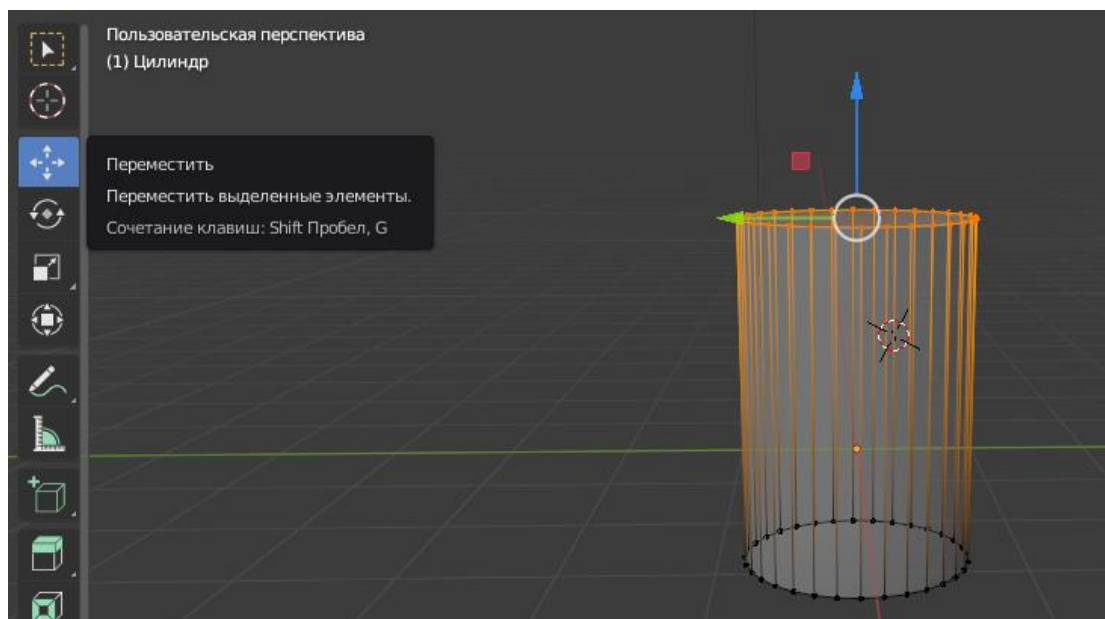 Пользовательская перспектива
(1) Цилиндр
Переместить
Переместить выделенные элементы.
Сочетание клавиш: Shift Пробел, G